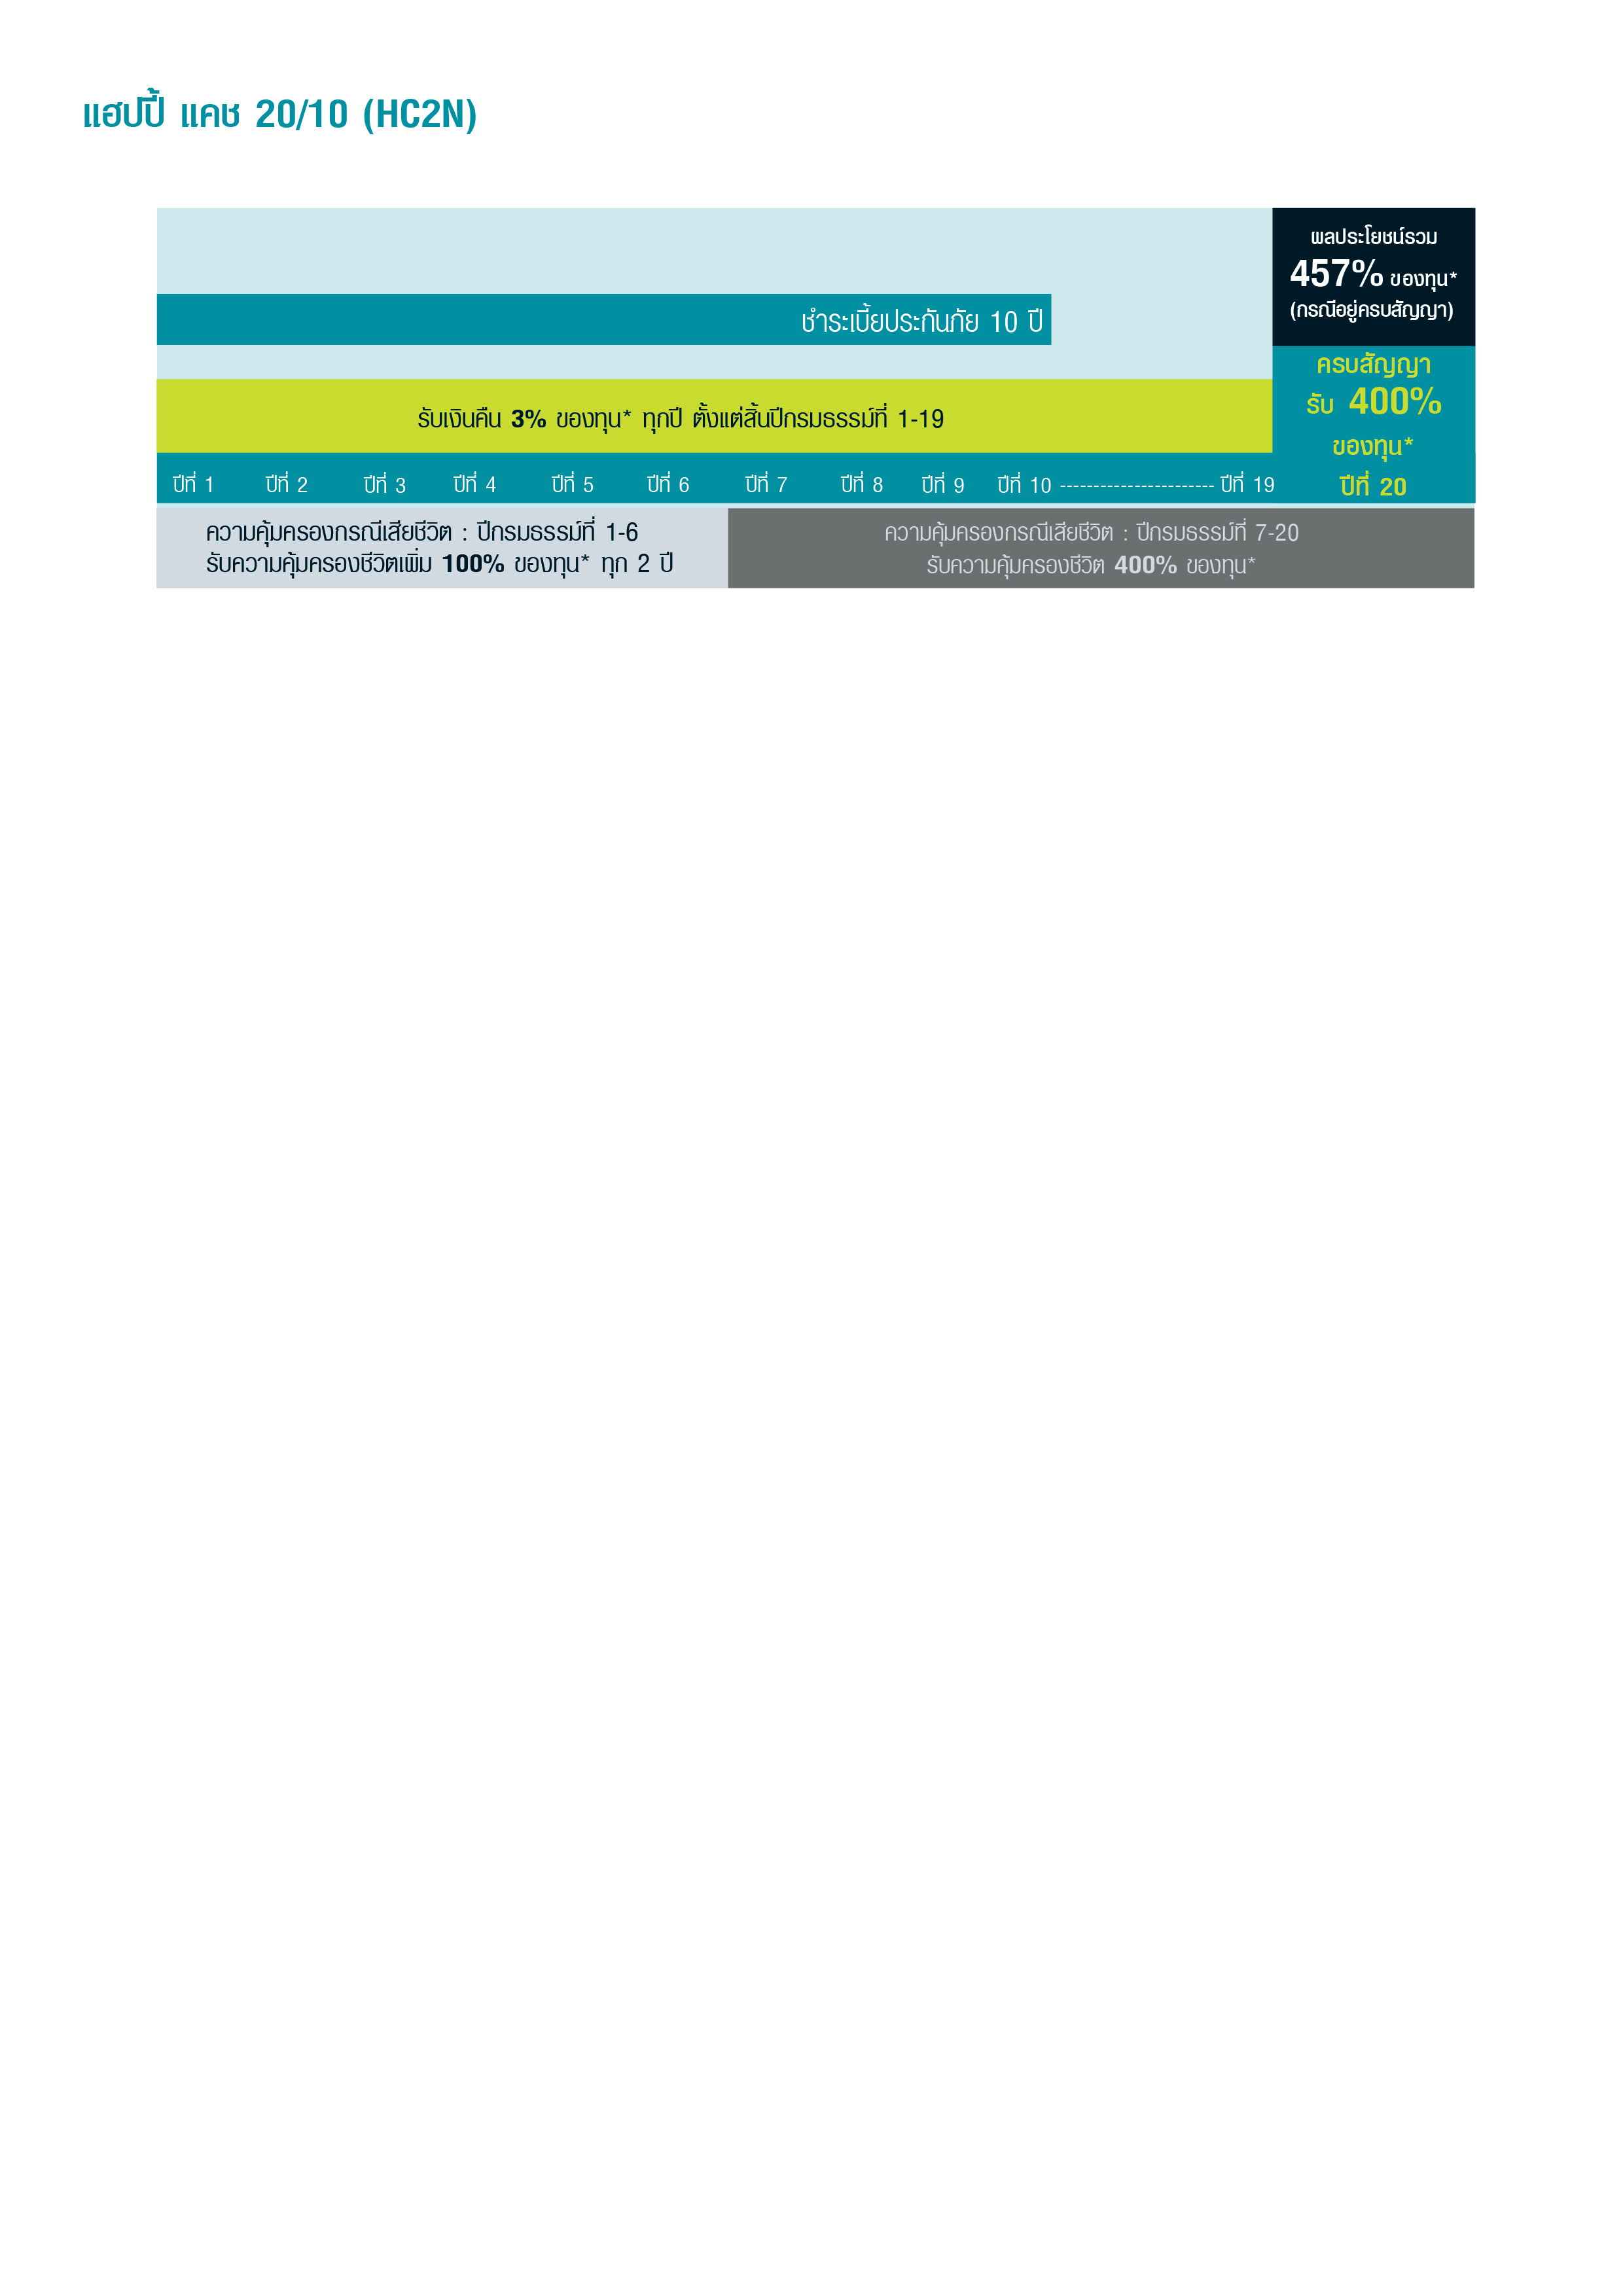 แฮปปี้ แคช 20/10 (HC2N)
ผลประโยชน์รวม
457% ของทุน*
(กรณีอยู่ครบสัญญา)
ชำระเบี้ยประกันภัย 10 ปี
ครบสัญญา
รับ 400%
ของทุน*
รับเงินคืน 3% ของทุน* ทุกปี ตั้งแต่สิ้นปีกรมธรรม์ที่ 1-19
ปีที่ 1 ปีที่ 2 ปีที่ 3 ปีที่ 4 ปีที่ 5 ปีที่ 6 ปีที่ 7 ปีที่ 8 ปีที่ 9 ปีที่ 10 ----------------------- ปีที่ 19 ปีที่ 20
ความคุ้มครองกรณีเสียชีวิต : ปีกรมธรรม์ที่ 1-6
รับความคุ้มครองชีวิตเพิ่ม 100% ของทุน* ทุก 2 ปี
ความคุ้มครองกรณีเสียชีวิต : ปีกรมธรรม์ที่ 7-20
รับความคุ้มครองชีวิต 400% ของทุน*